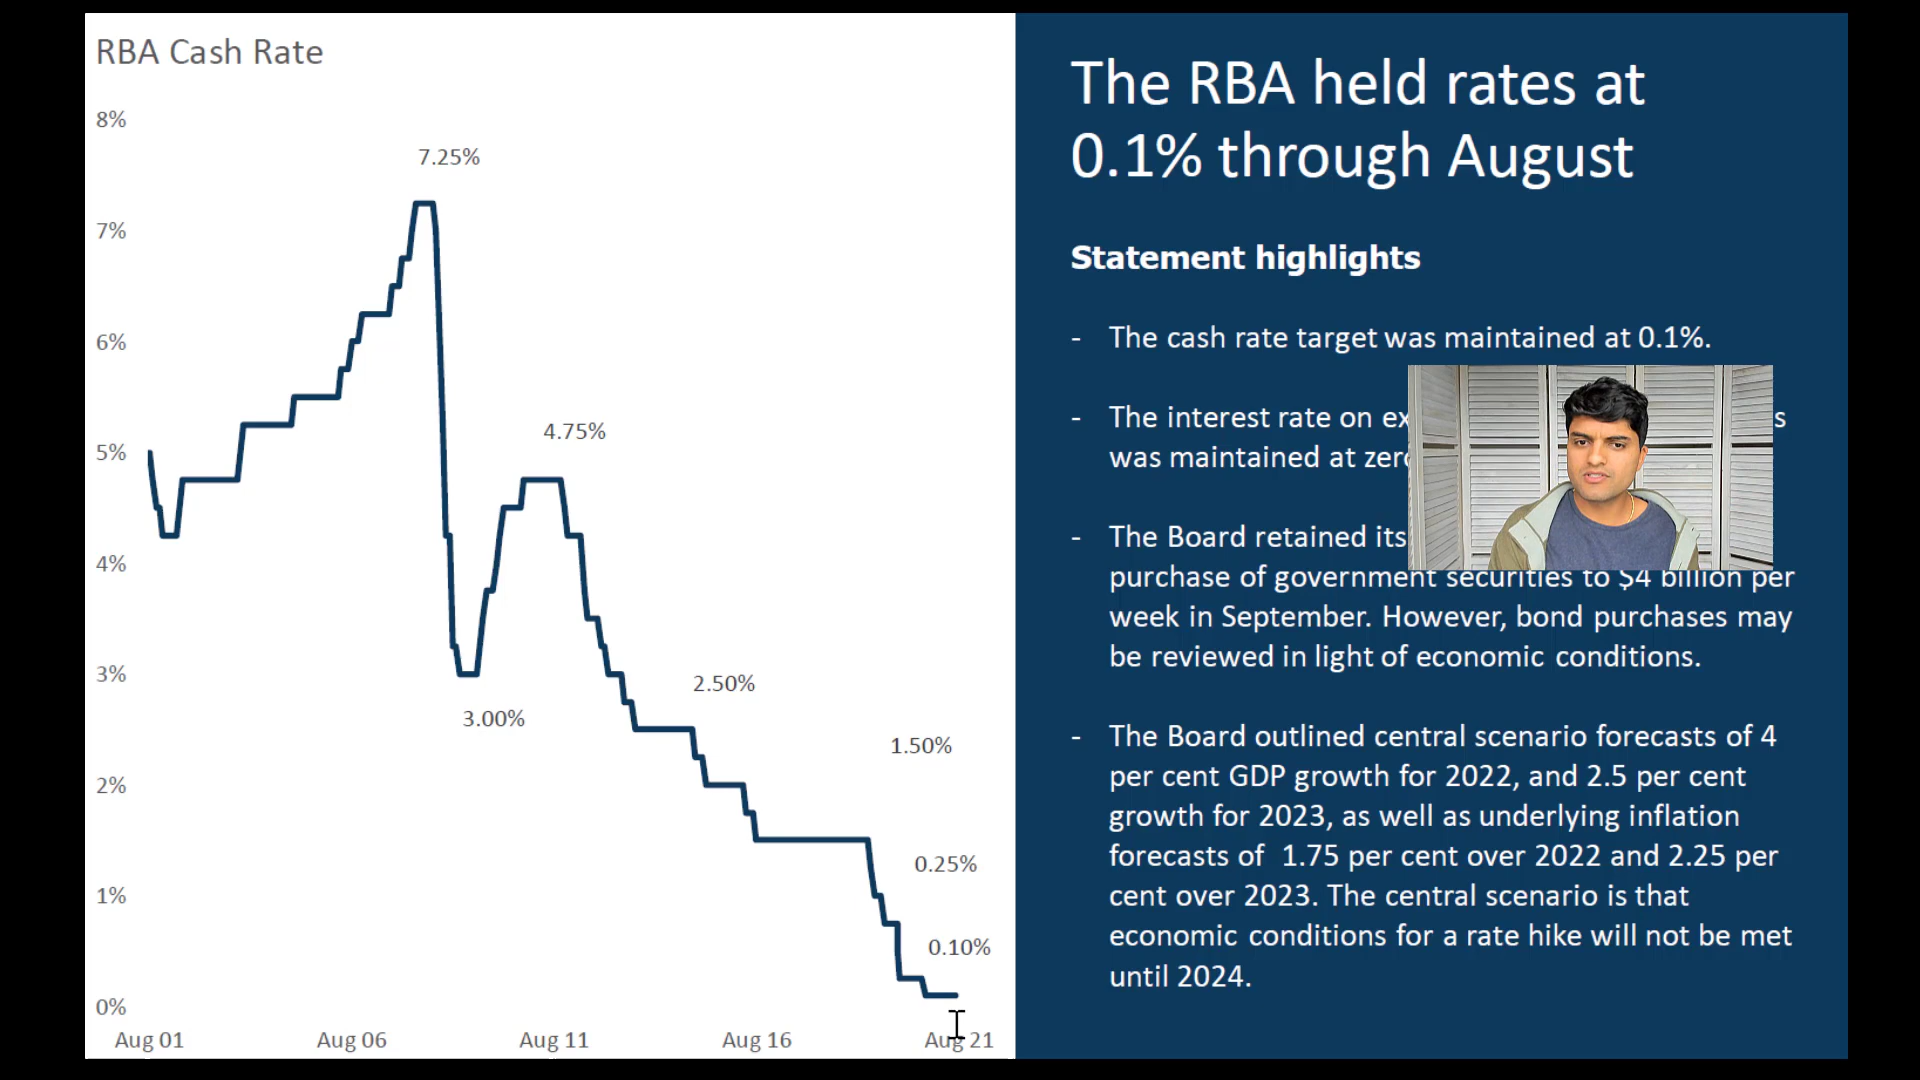 RBA Cash Rate
8%
7%
6%
5%
4%
3%
2%
1%
0%
7.25%
4.75%
3.00%
2.50%
1.50%
0.25%
0.10%
Aug 01
Aug 06
Aug 11
Aug 16
Aug 21
The RBA held rates at
0.1% through August
Statement highlights
- The cash rate target was maintained at 0.1%.
- The interest rate on
was maintained at
- The Board retained its
purchase of government securities to $4 billion per
week in September. However, bond purchases may
be reviewed in light of economic conditions.
- The Board outlined central scenario forecasts of 4
per cent GDP growth for 2022, and 2.5 per cent
growth for 2023, as well as underlying inflation
forecasts of 1.75 per cent over 2022 and 2.25 per
cent over 2023. The central scenario is that
economic conditions for a rate hike will not be met
until 2024.